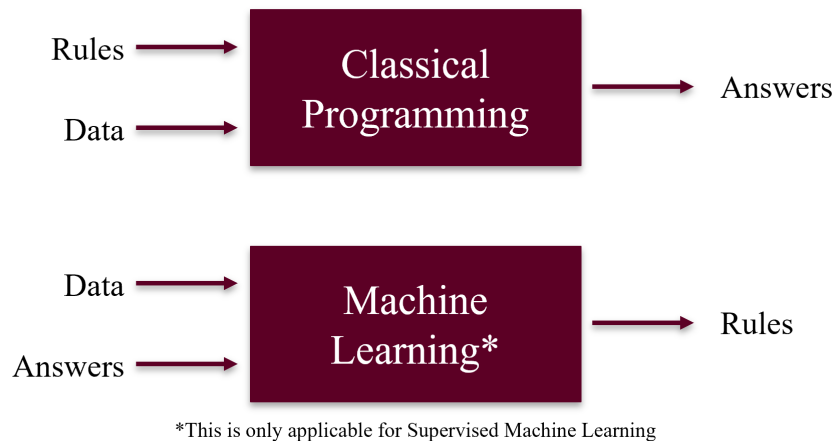 Rules
Data
Classical
Programming
Answers
Data
Answers
Machine
Learning*
Rules
*This is only applicable for Supervised Machine Learning